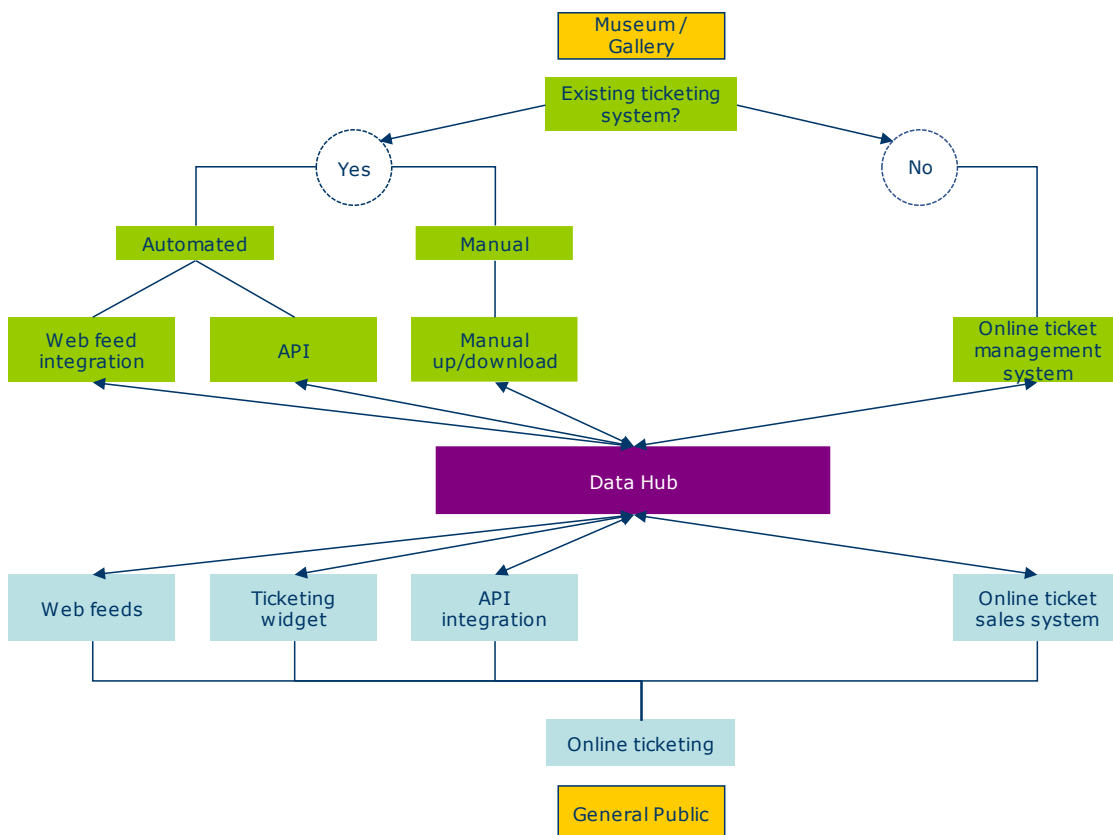 Museum /
Gallery
Existing ticketing
system?
Yes
No
Automated
Manual
Web feed
integration
API
Manual
up/download
Online ticket
management
system
Data Hub
Web feeds
Ticketing
widget
API
integration
Online ticket
sales system
Online ticketing
General Public